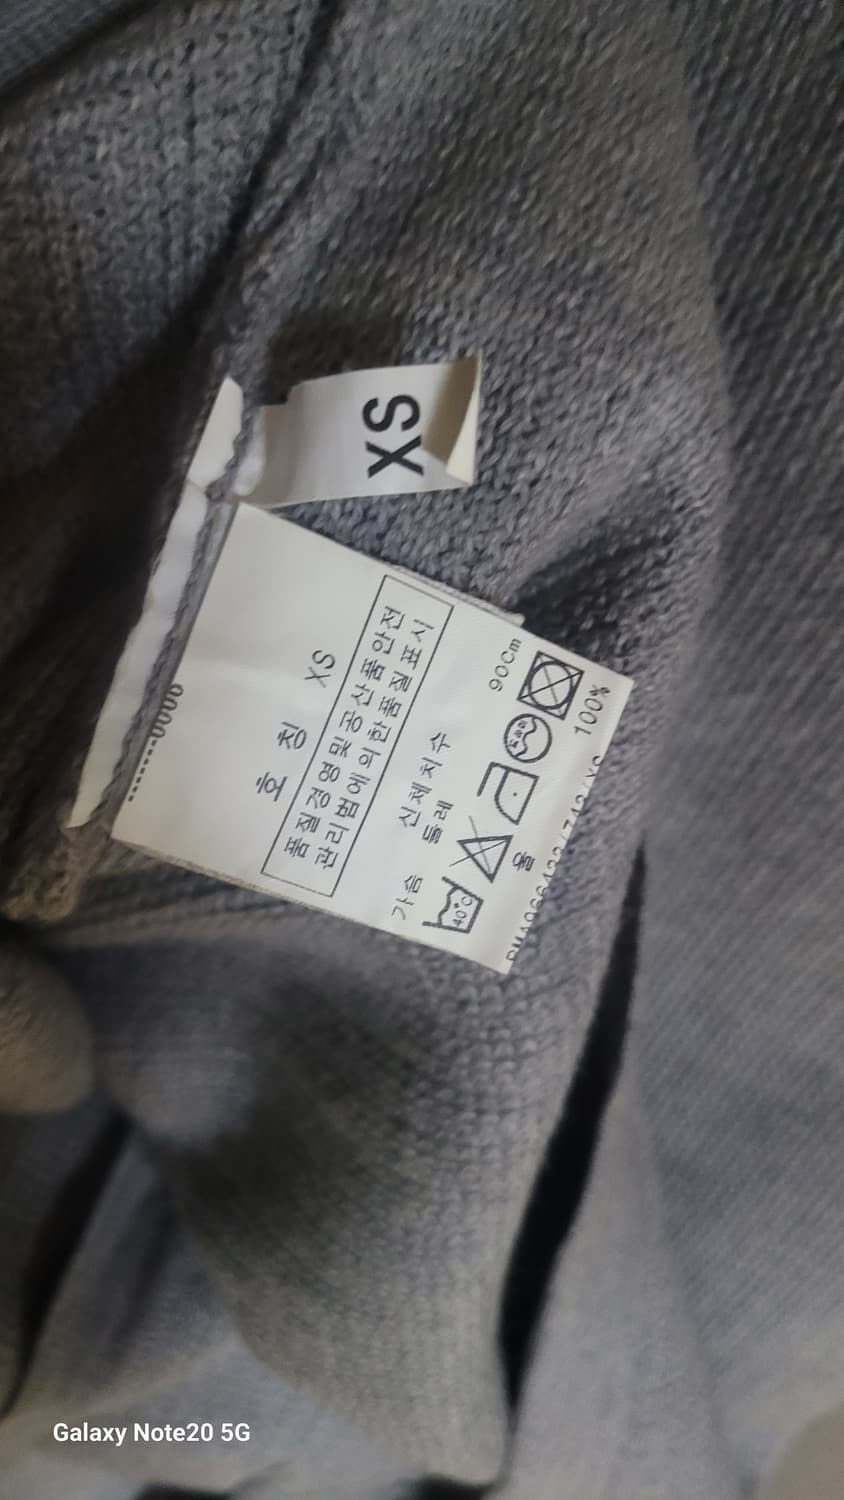 XS
0000
호 칭 XS
품질경영및공산품안전
관리법에의한품질표시
신체치수
가슴 둘레 90Cm
40°C
울 100%
Galaxy Note20 5G